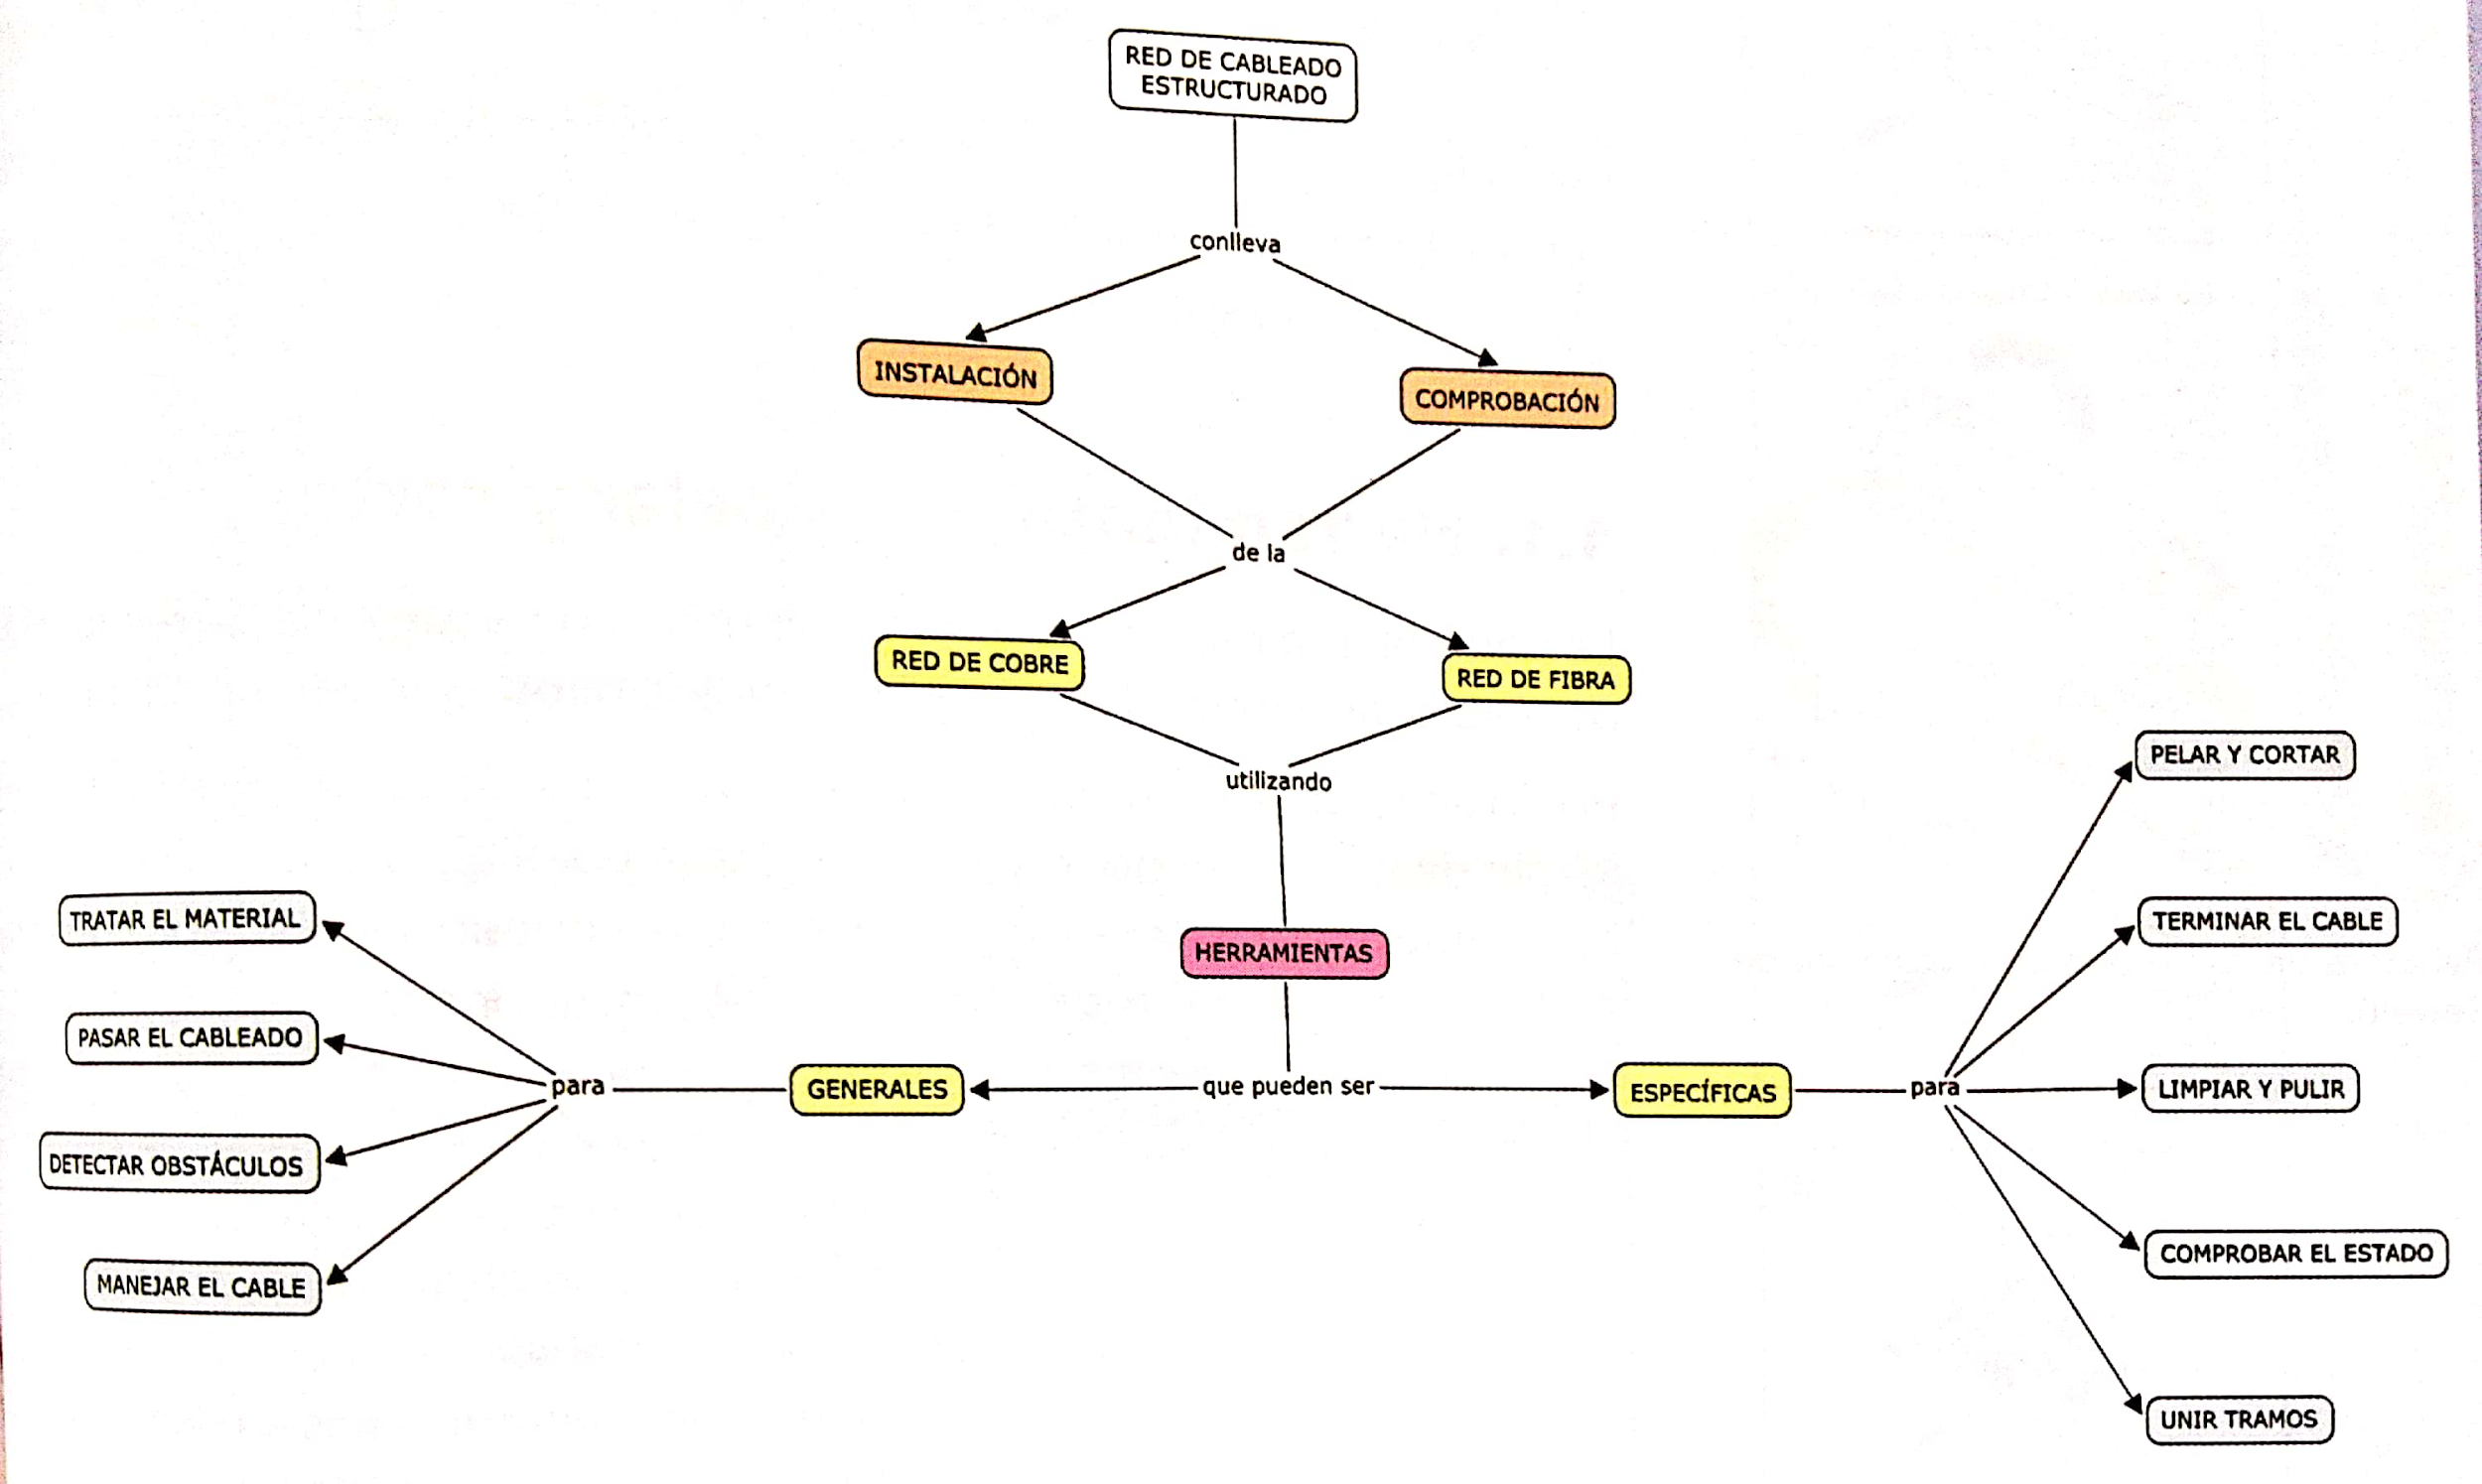 RED DE CABLEADO
ESTRUCTURADO
conlleva
INSTALACIÓN
COMPROBACIÓN
de la
RED DE COBRE
RED DE FIBRA
utilizando
HERRAMIENTAS
que pueden ser
GENERALES
para
TRATAR EL MATERIAL
PASAR EL CABLEADO
DETECTAR OBSTÁCULOS
MANEJAR EL CABLE
ESPECÍFICAS
para
PELAR Y CORTAR
TERMINAR EL CABLE
LIMPIAR Y PULIR
COMPROBAR EL ESTADO
UNIR TRAMOS